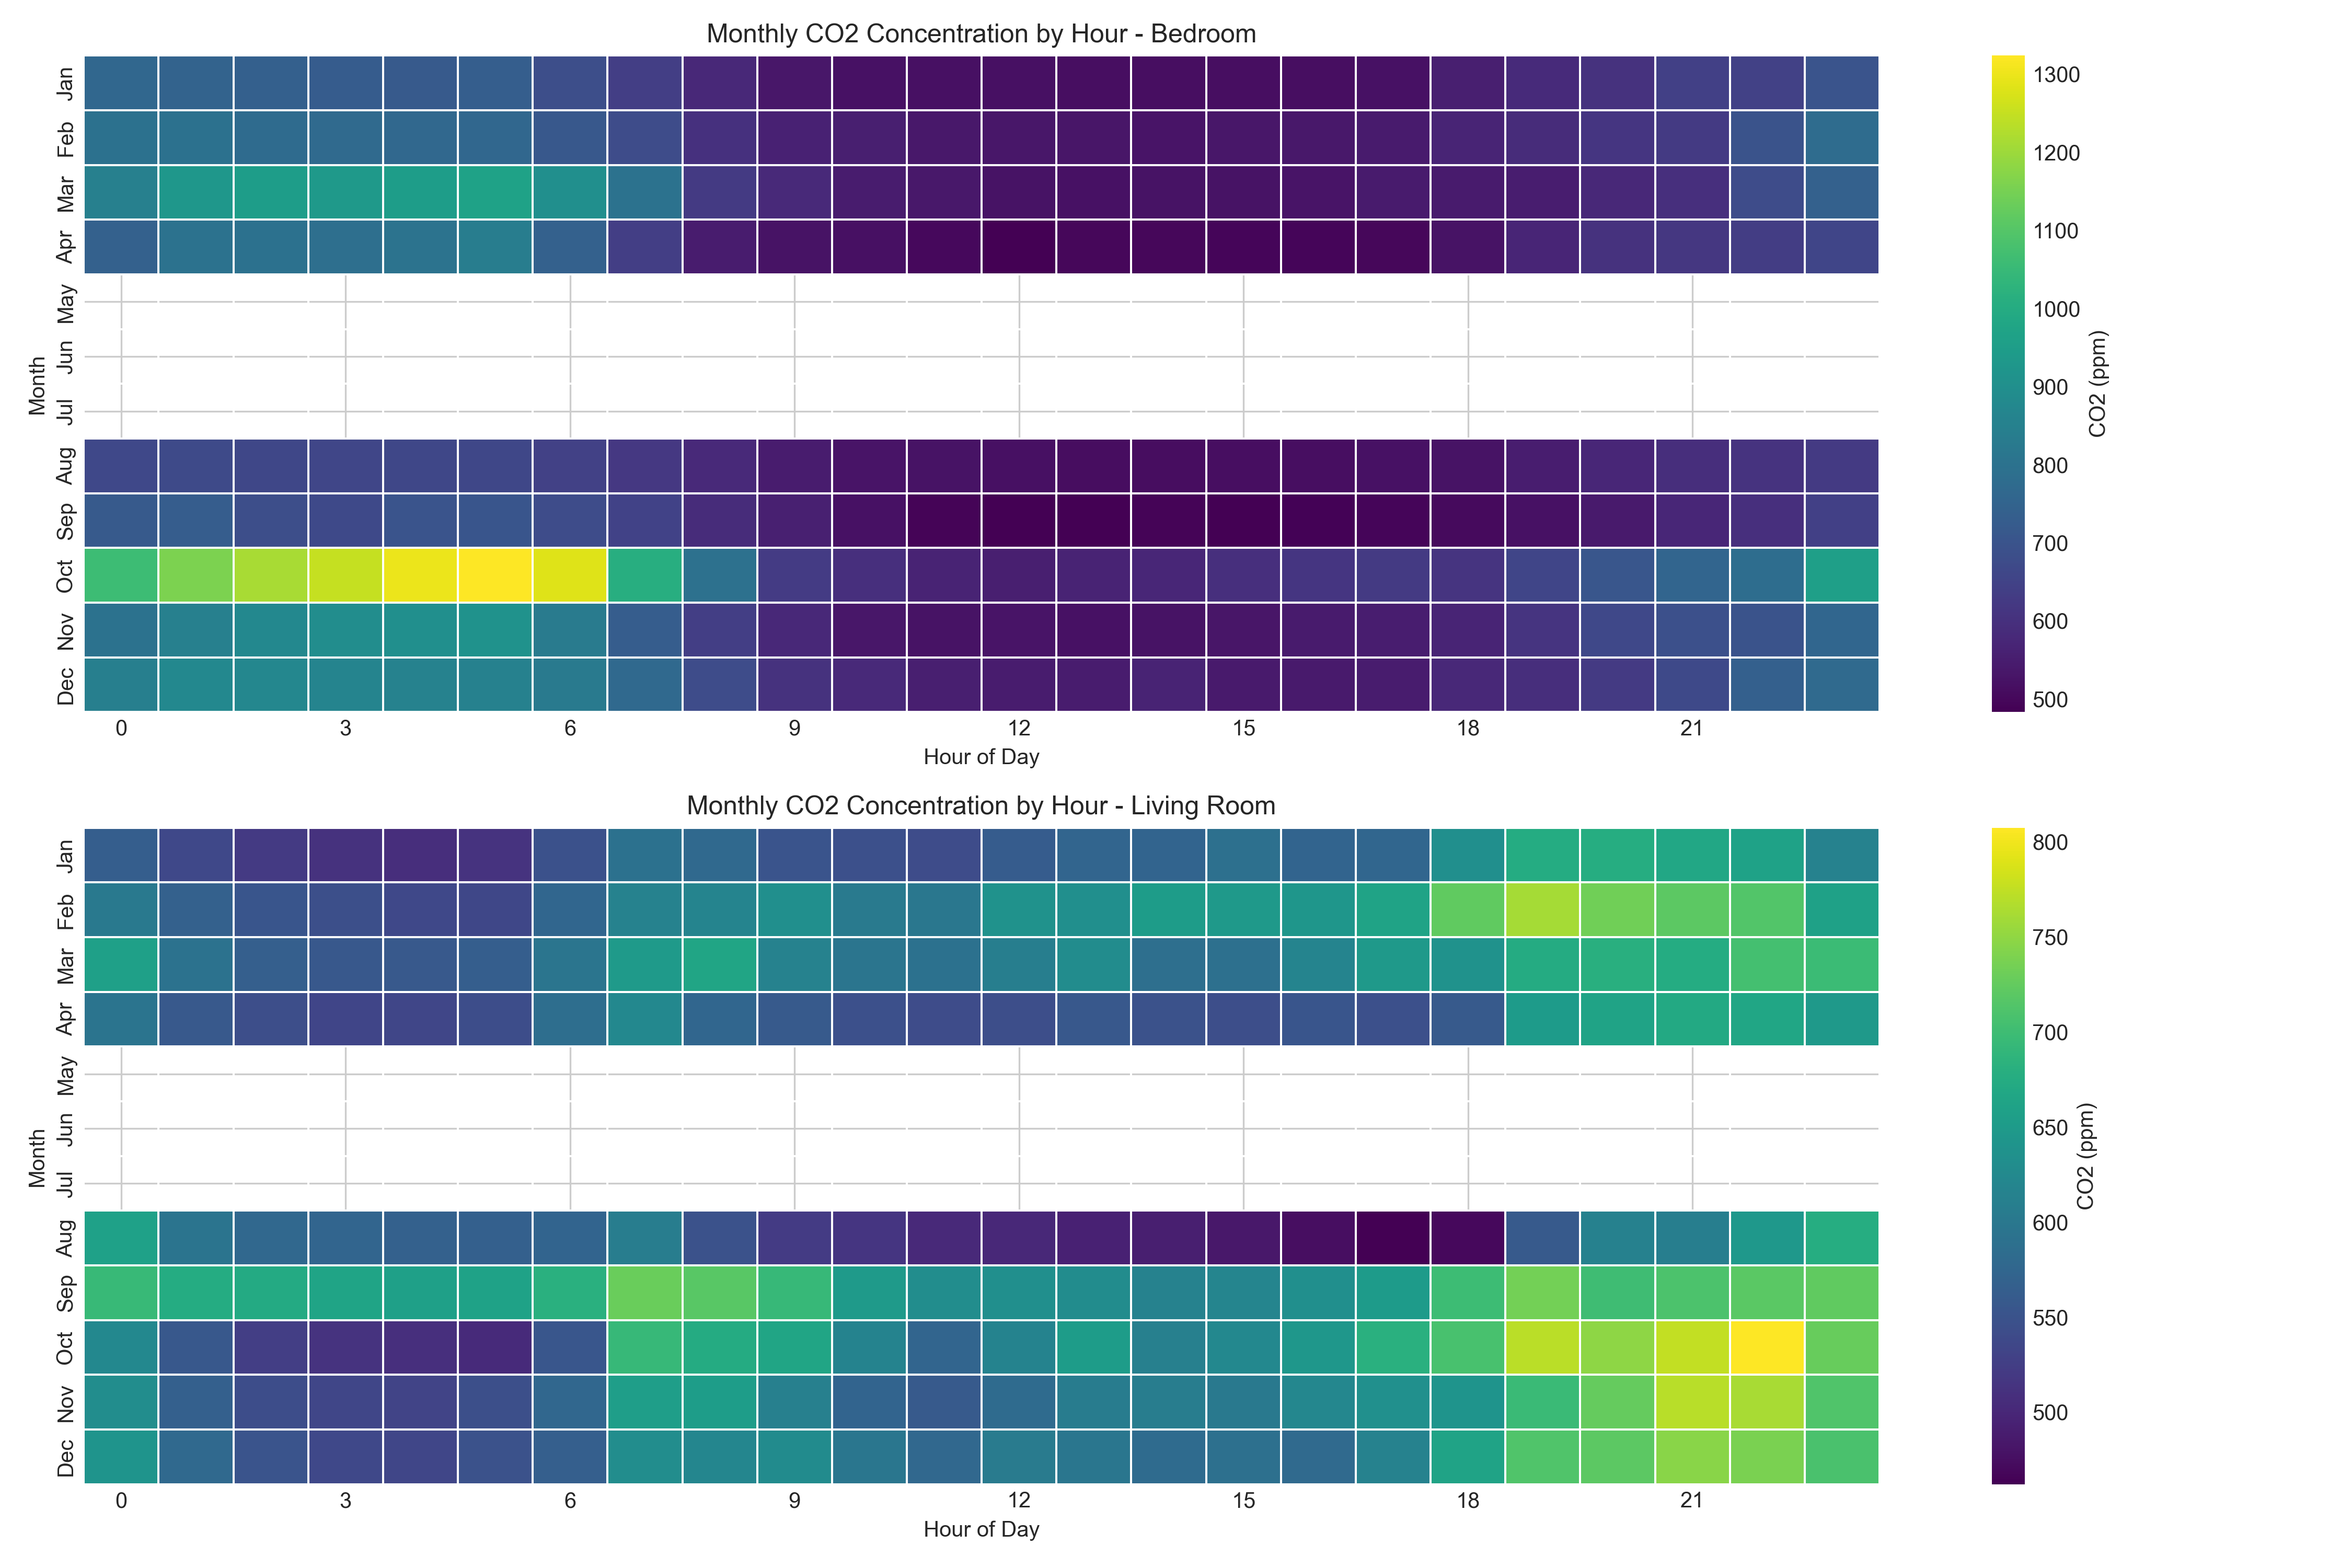 Monthly CO2 Concentration by Hour - Bedroom
Month
Jan
Feb
Mar
Apr
May
Jun
Jul
Aug
Sep
Oct
Nov
Dec
0 3 6 9 12 15 18 21
Hour of Day
1300
1200
1100
1000
900
800
700
600
500
CO2 (ppm)
Monthly CO2 Concentration by Hour - Living Room
Month
Jan
Feb
Mar
Apr
May
Jun
Jul
Aug
Sep
Oct
Nov
Dec
0 3 6 9 12 15 18 21
Hour of Day
800
750
700
650
600
550
500
CO2 (ppm)